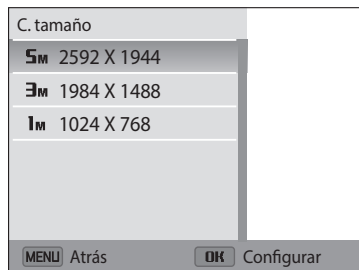 C. tamaño
5M 2592 X 1944
3M 1984 X 1488
1M 1024 X 768
MENU Atrás OK Configurar